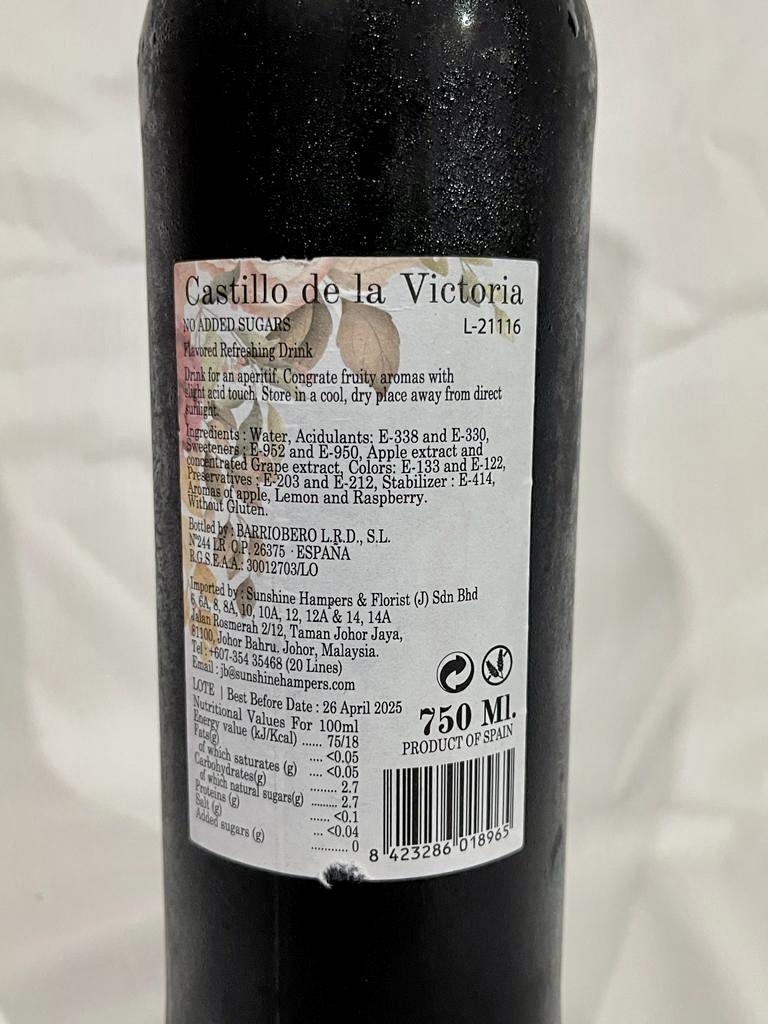 Castillo de la Victoria
NO ADDED SUGARS L-21116
Flavored Refreshing Drink
Drink for an aperitif. Congrate fruity aromas with
slight acid touch, Store in a cool, dry place away from direct
sunlight.
Ingredients : Water, Acidulants: E-338 and E-330,
Sweeteners : E-952 and E-950, Apple extract and
concentrated Grape extract, Colors: E-133 and E-122,
Preservatives : E-203 and E-212, Stabilizer : E-414,
Aromas of apple, Lemon and Raspberry.
Without Gluten.
Bottled by : BARRIOBERO L.R.D., S.L.
Nº244 LR O.P. 26375 · ESPAÑA
R.G.S.E.A.A.: 30012703/LO
Imported by : Sunshine Hampers & Florist (J) Sdn Bhd
6, 6A, 8, 8A, 10, 10A, 12, 12A & 14, 14A
Jalan Rosmerah 2/12, Taman Johor Jaya,
81100, Johor Bahru, Johor, Malaysia.
Tel : +607-354 35468 (20 Lines)
Email : jb@sunshinehampers.com
LOTE | Best Before Date : 26 April 2025
Nutritional Values For 100ml
Energy value (kJ/Kcal) ...... 75/18
Fats(g) .... <0.05
of which saturates (g) .... <0.05
Carbohydrates(g) ........ 2.7
of which natural sugars(g) ......... 2.7
Proteins (g) ...... <0.1
Salt (g) ... <0.04
Added sugars (g) ........... 0
750 Ml.
PRODUCT OF SPAIN
8 423286 018965